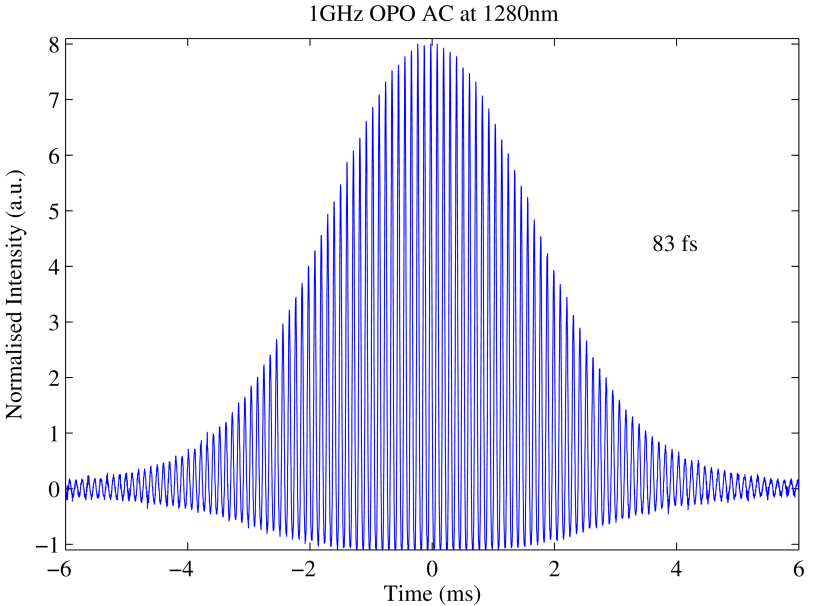 1GHz OPO AC at 1280nm
8
7
6
5
4
3
2
1
0
−1
Normalised Intensity (a.u.)
83 fs
−6 −4 −2 0 2 4 6
Time (ms)